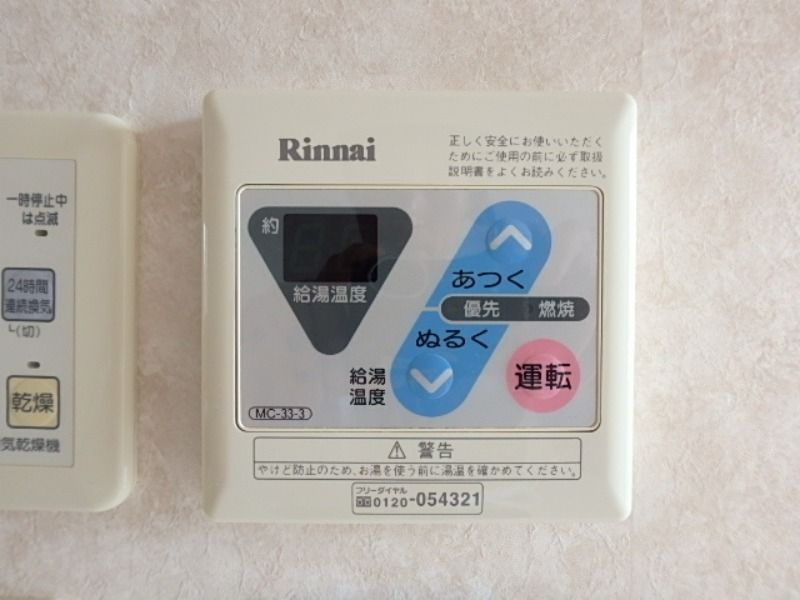 一時停止中
は点滅
24時間
連続換気
└(切)
乾燥
気乾燥機
Rinnai
正しく安全にお使いいただく
ためにご使用の前に必ず取扱
説明書をよくお読みください。
約
給湯温度
あつく
優先 燃焼
ぬるく
給湯
温度
運転
MC-33-3
⚠ 警告
やけど防止のため、お湯を使う前に湯温を確かめてください。
フリーダイヤル
0120-054321